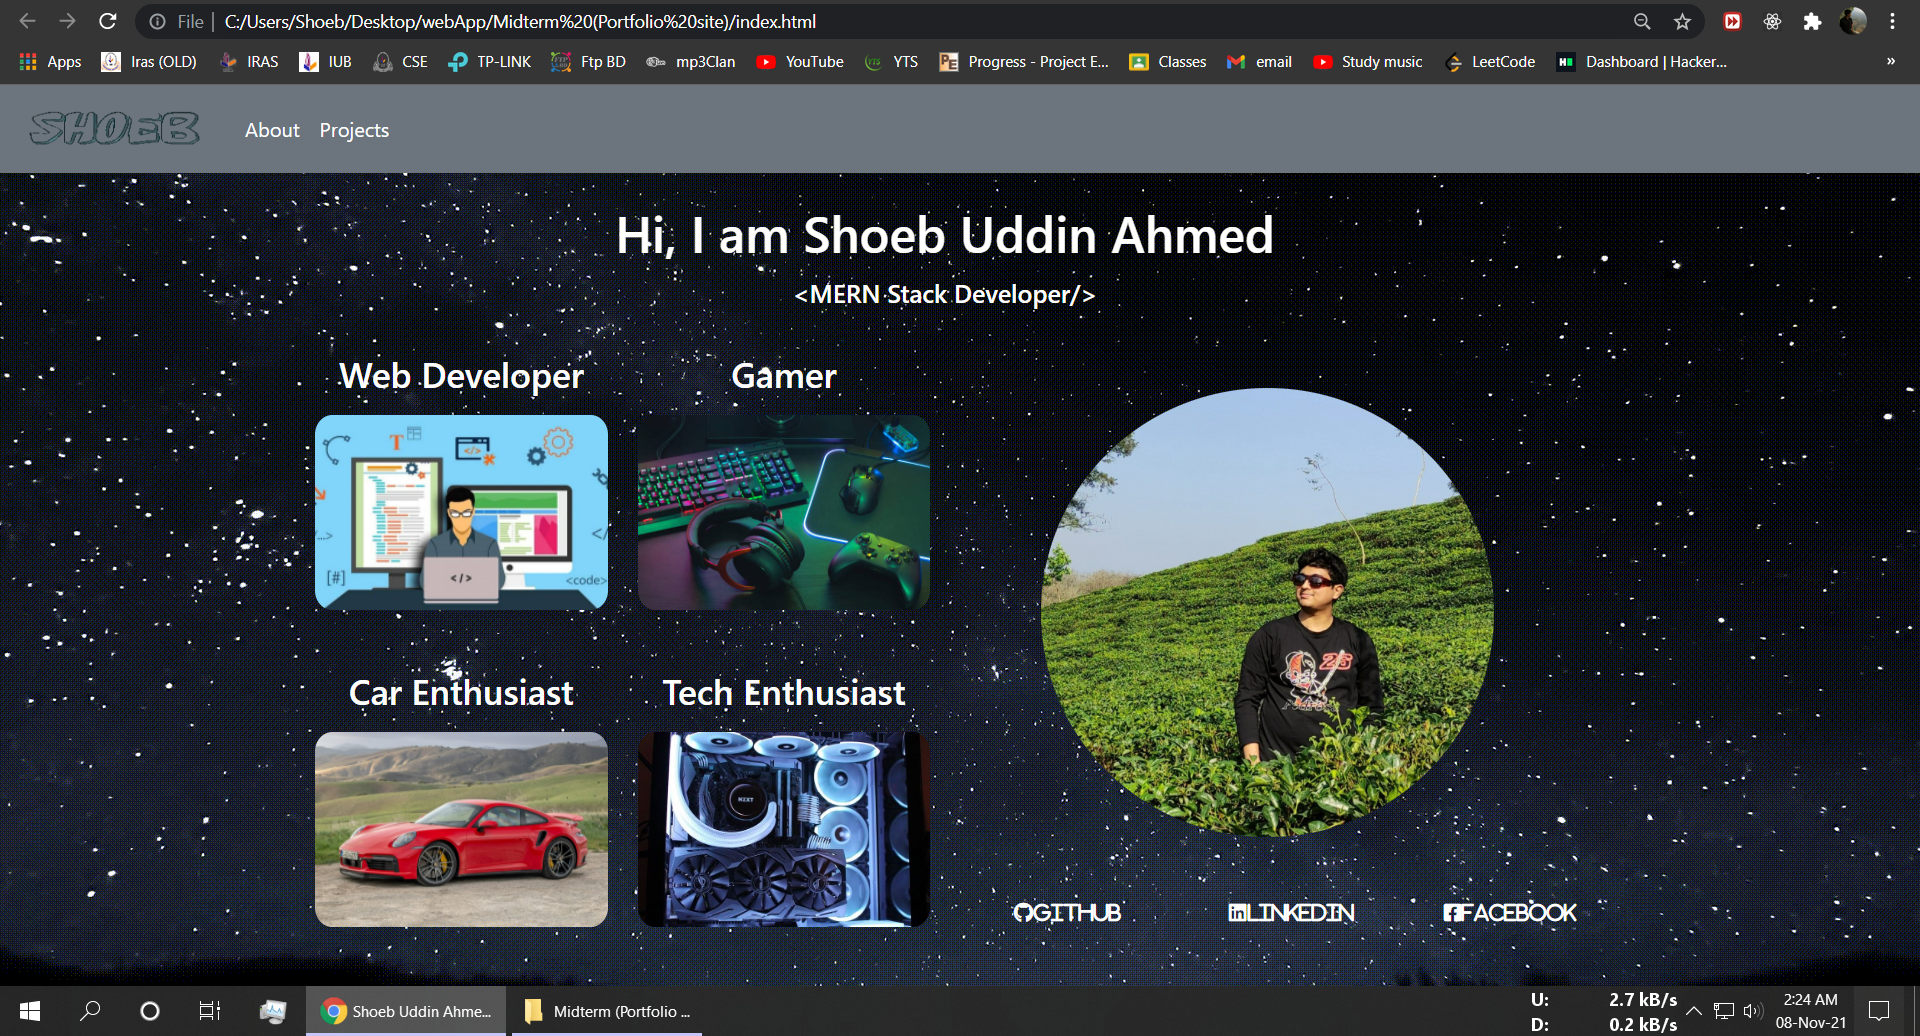 File | C:/Users/Shoeb/Desktop/webApp/Midterm%20(Portfolio%20site)/index.html
Apps Iras (OLD) IRAS IUB CSE TP-LINK Ftp BD mp3Clan YouTube YTS Progress - Project E... Classes email Study music LeetCode Dashboard | Hacker... »
SHOEB About Projects
Hi, I am Shoeb Uddin Ahmed
<MERN Stack Developer/>
Web Developer
Gamer
T
</>
[#]
</>
<code>
Car Enthusiast
Tech Enthusiast
NZXT
26
GITHUB
LINKEDIN
FACEBOOK
Shoeb Uddin Ahme...
Midterm (Portfolio ...
U: 2.7 kB/s
D: 0.2 kB/s
2:24 AM
08-Nov-21